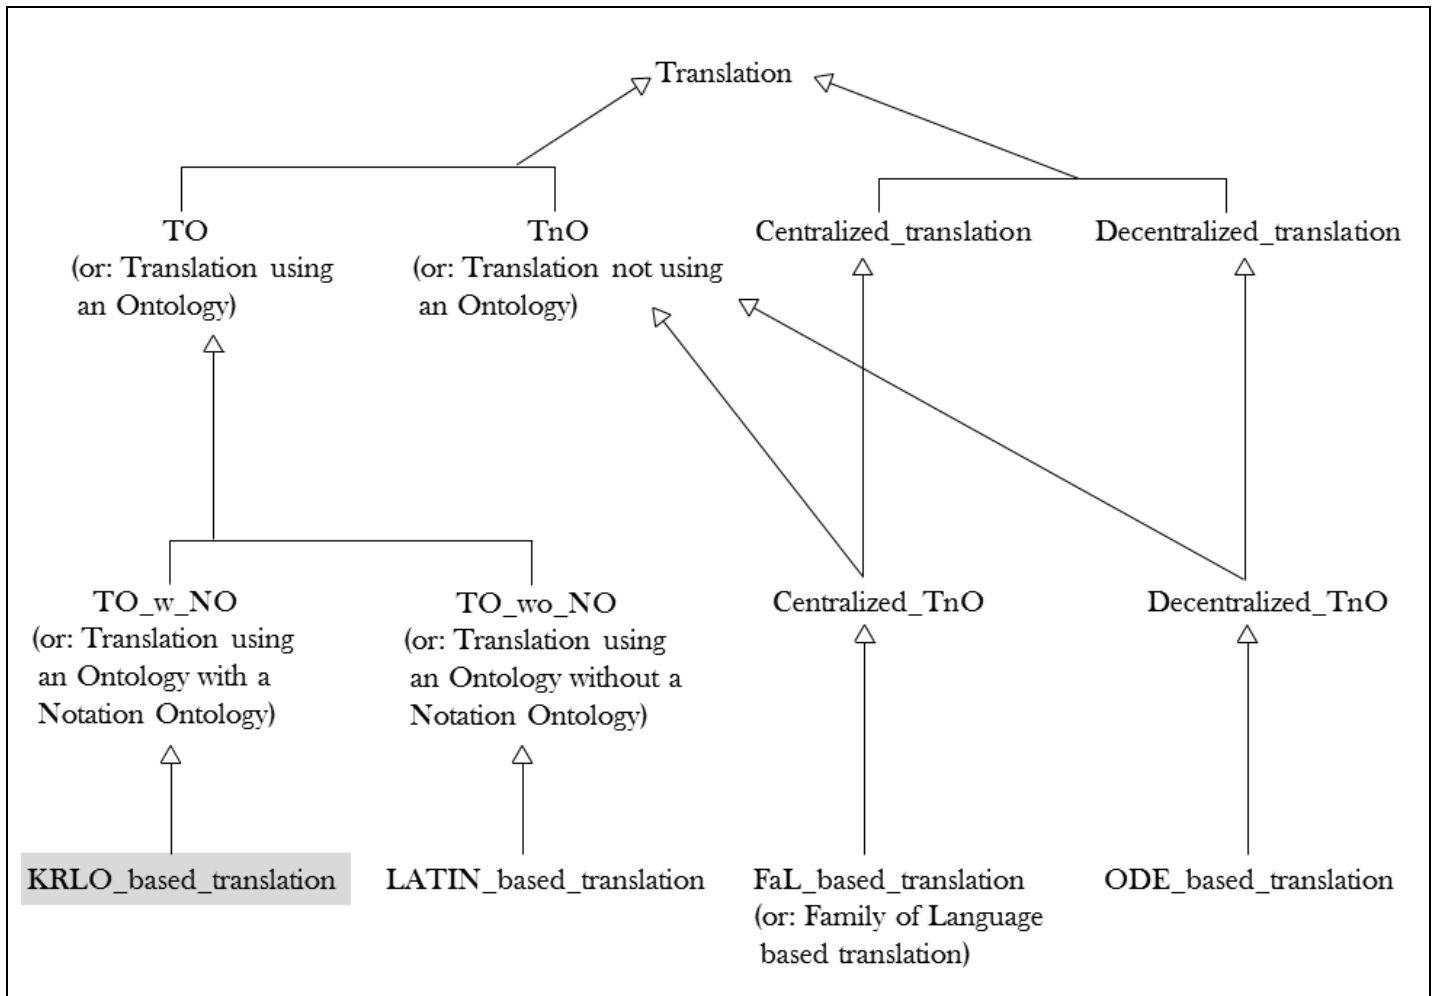 Translation
TO
(or: Translation using
an Ontology)
TnO
(or: Translation not using
an Ontology)
Centralized_translation
Decentralized_translation
TO_w_NO
(or: Translation using
an Ontology with a
Notation Ontology)
TO_wo_NO
(or: Translation using
an Ontology without a
Notation Ontology)
Centralized_TnO
Decentralized_TnO
KRLO_based_translation
LATIN_based_translation
FaL_based_translation
(or: Family of Language
based translation)
ODE_based_translation